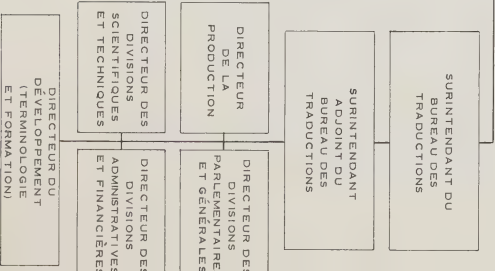 SURINTENDANT DU
BUREAU DES
TRADUCTIONS
SURINTENDANT
ADJOINT DU
BUREAU DES
TRADUCTIONS
DIRECTEUR
DE LA
PRODUCTION
DIRECTEUR DES
DIVISIONS
PARLEMENTAIRE
ET GÉNÉRALES
DIRECTEUR DES
DIVISIONS
SCIENTIFIQUES
ET TECHNIQUES
DIRECTEUR DES
DIVISIONS
ADMINISTRATIVES
ET FINANCIÈRES
DIRECTEUR DU
DÉVELOPPEMENT
(TERMINOLOGIE
ET FORMATION)